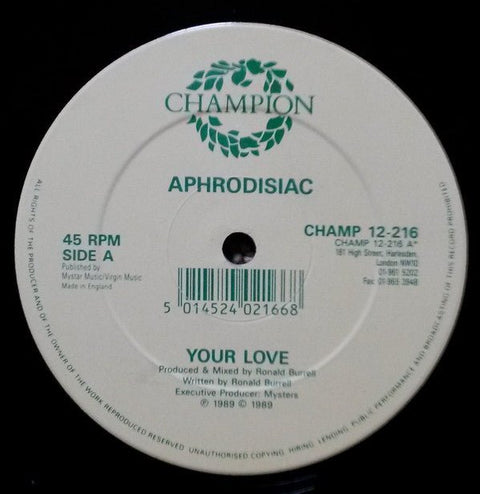 CHAMPION
APHRODISIAC
45 RPM
SIDE A
Published by
Mystar Music/Virgin Music
Made in England
CHAMP 12-216
CHAMP 12-216 A*
181 High Street, Harlesden,
London NW10
01-961 5202
Fax: 01-965 3948
5 014524 021668
YOUR LOVE
Produced & Mixed by Ronald Burrell
Written by Ronald Burrell
Executive Producer: Mysters
℗ 1989 © 1989
ALL RIGHTS OF THE PRODUCER AND OF THE OWNER OF THE WORK REPRODUCED RESERVED. UNAUTHORISED COPYING, HIRING, LENDING, PUBLIC PERFORMANCE AND BROADCASTING OF THIS RECORD PROHIBITED